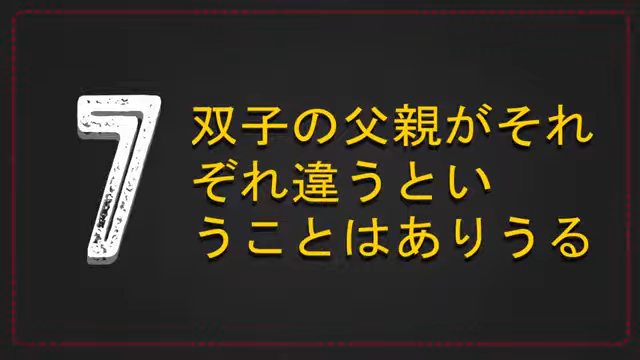 7
双子の父親がそれ
ぞれ違うとい
うことはありうる